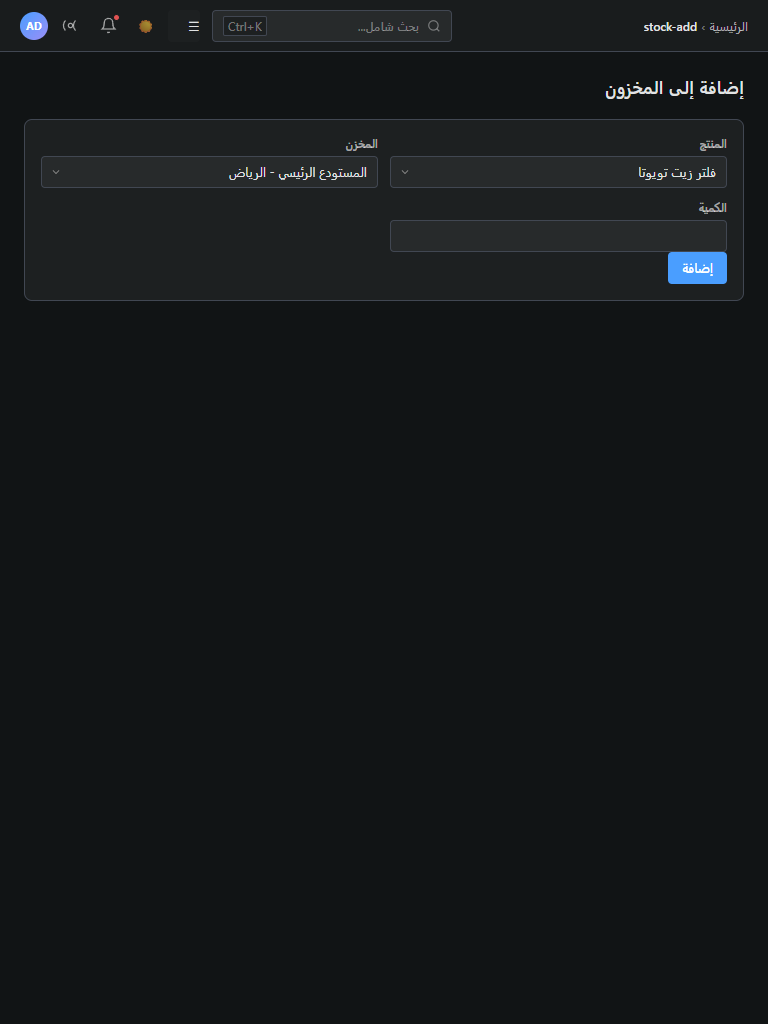 الرئيسية › stock-add
بحث شامل... Ctrl+K
AD
إضافة إلى المخزون
المنتج
فلتر زيت تويوتا
المخزن
المستودع الرئيسي - الرياض
الكمية
إضافة